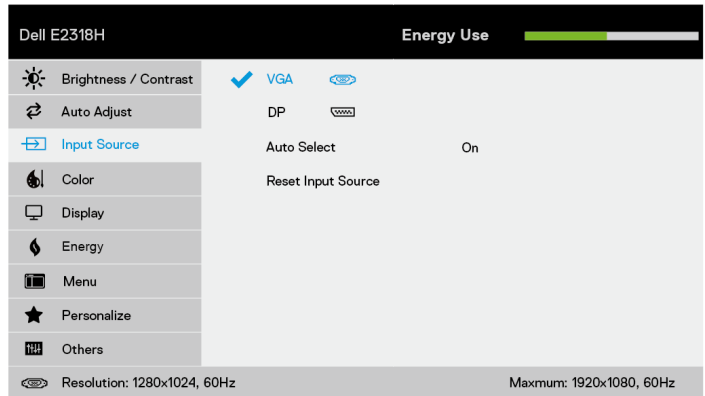 Dell E2318H Energy Use
Brightness / Contrast VGA
Auto Adjust DP
Input Source Auto Select On
Color Reset Input Source
Display
Energy
Menu
Personalize
Others
Resolution: 1280x1024, 60Hz Maxmum: 1920x1080, 60Hz